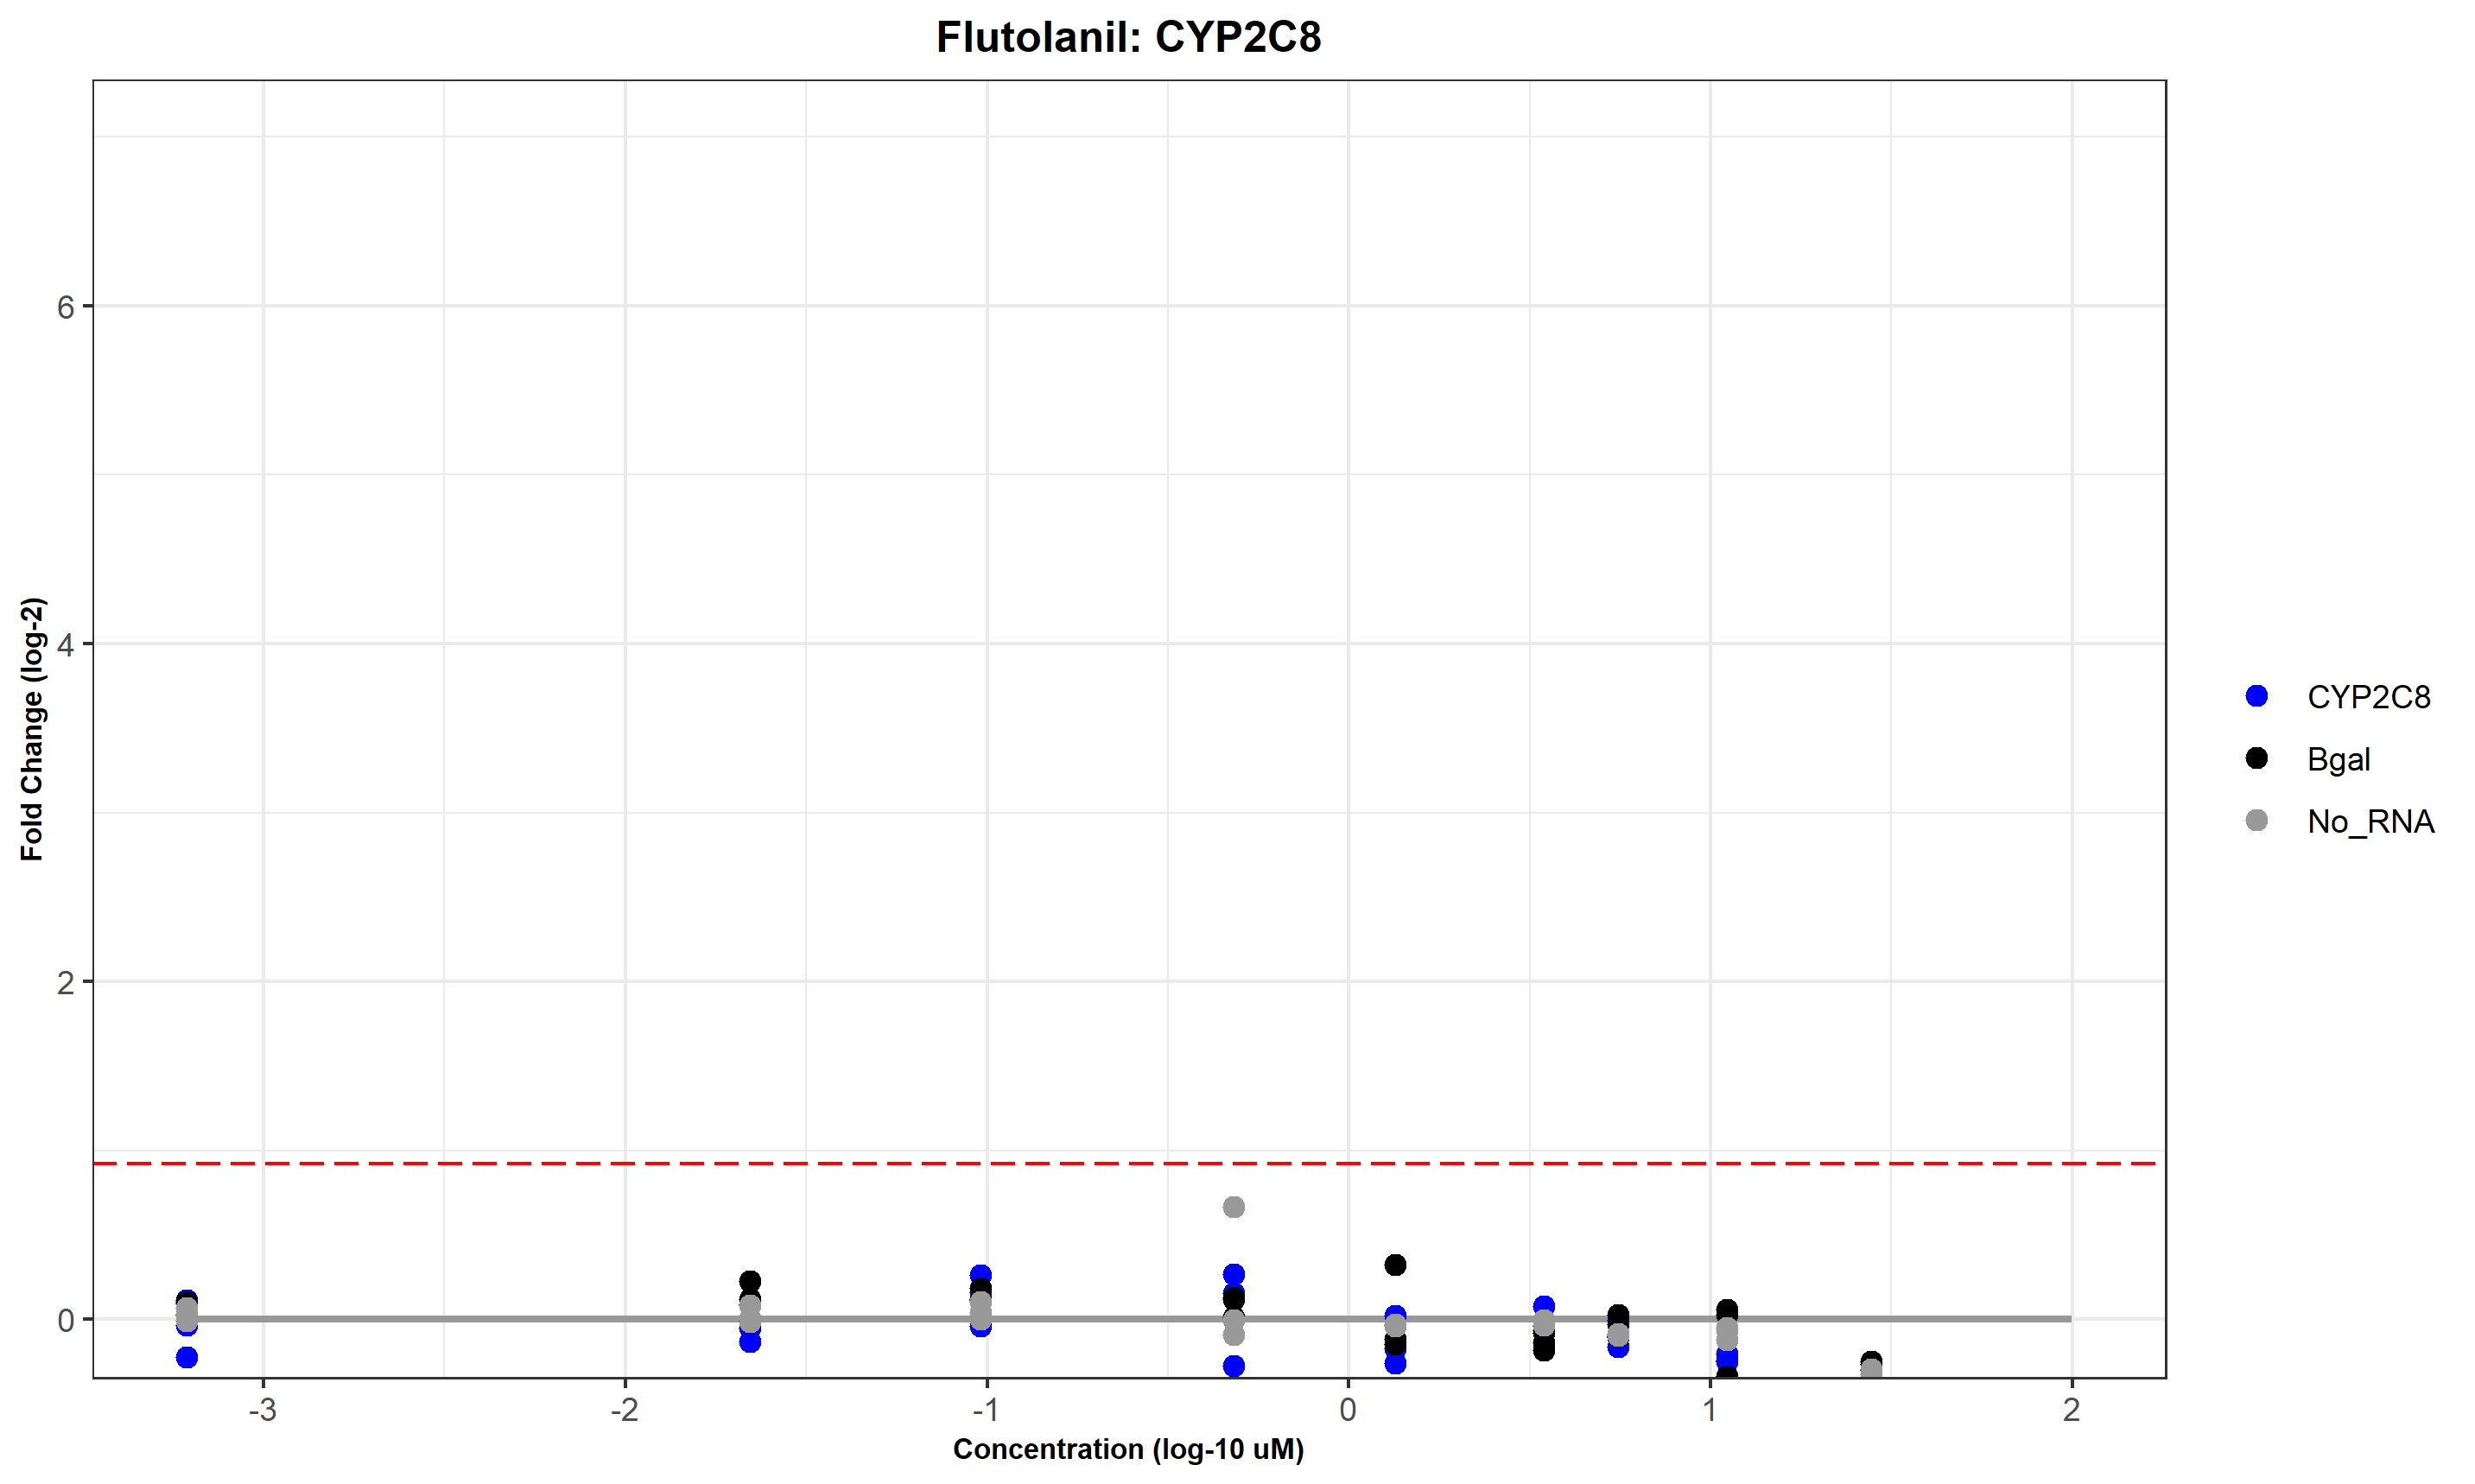 Flutolanil: CYP2C8
Fold Change (log-2)
6
4
2
0
-3
-2
-1
0
1
2
Concentration (log-10 uM)
CYP2C8
Bgal
No_RNA